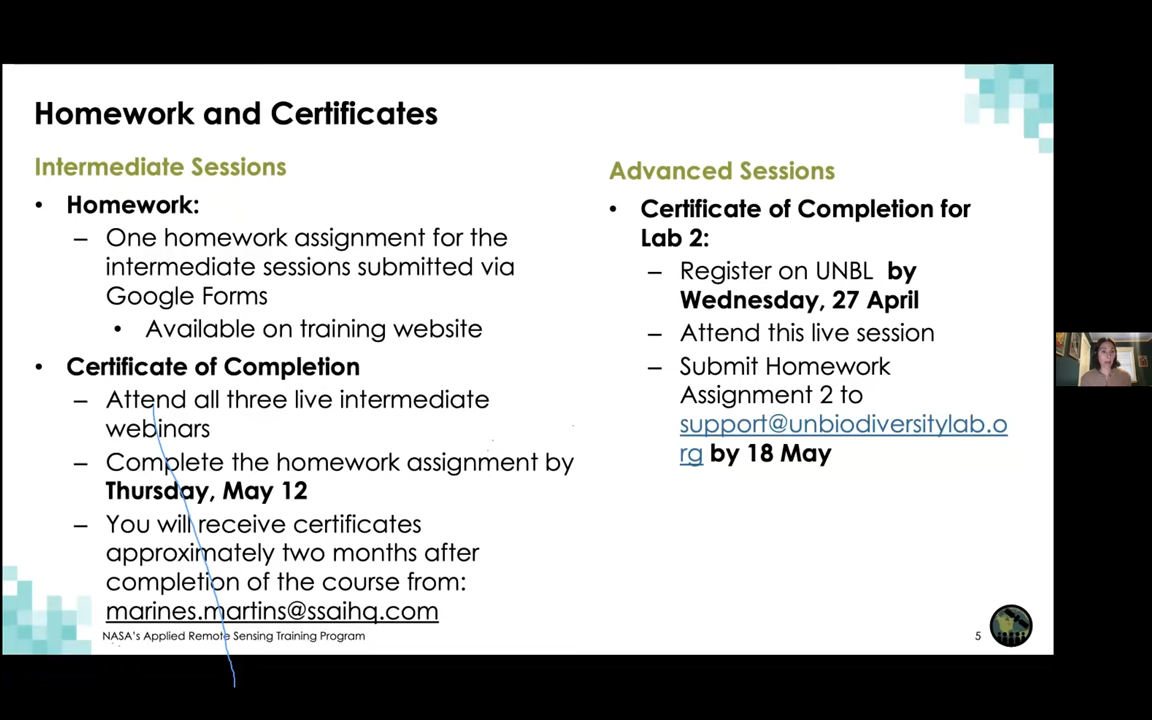 Homework and Certificates
Intermediate Sessions
• Homework:
– One homework assignment for the
intermediate sessions submitted via
Google Forms
• Available on training website
• Certificate of Completion
– Attend all three live intermediate
webinars
– Complete the homework assignment by
Thursday, May 12
– You will receive certificates
approximately two months after
completion of the course from:
marines.martins@ssaihq.com
Advanced Sessions
• Certificate of Completion for
Lab 2:
– Register on UNBL by
Wednesday, 27 April
– Attend this live session
– Submit Homework
Assignment 2 to
support@unbiodiversitylab.o
rg by 18 May
NASA's Applied Remote Sensing Training Program
5